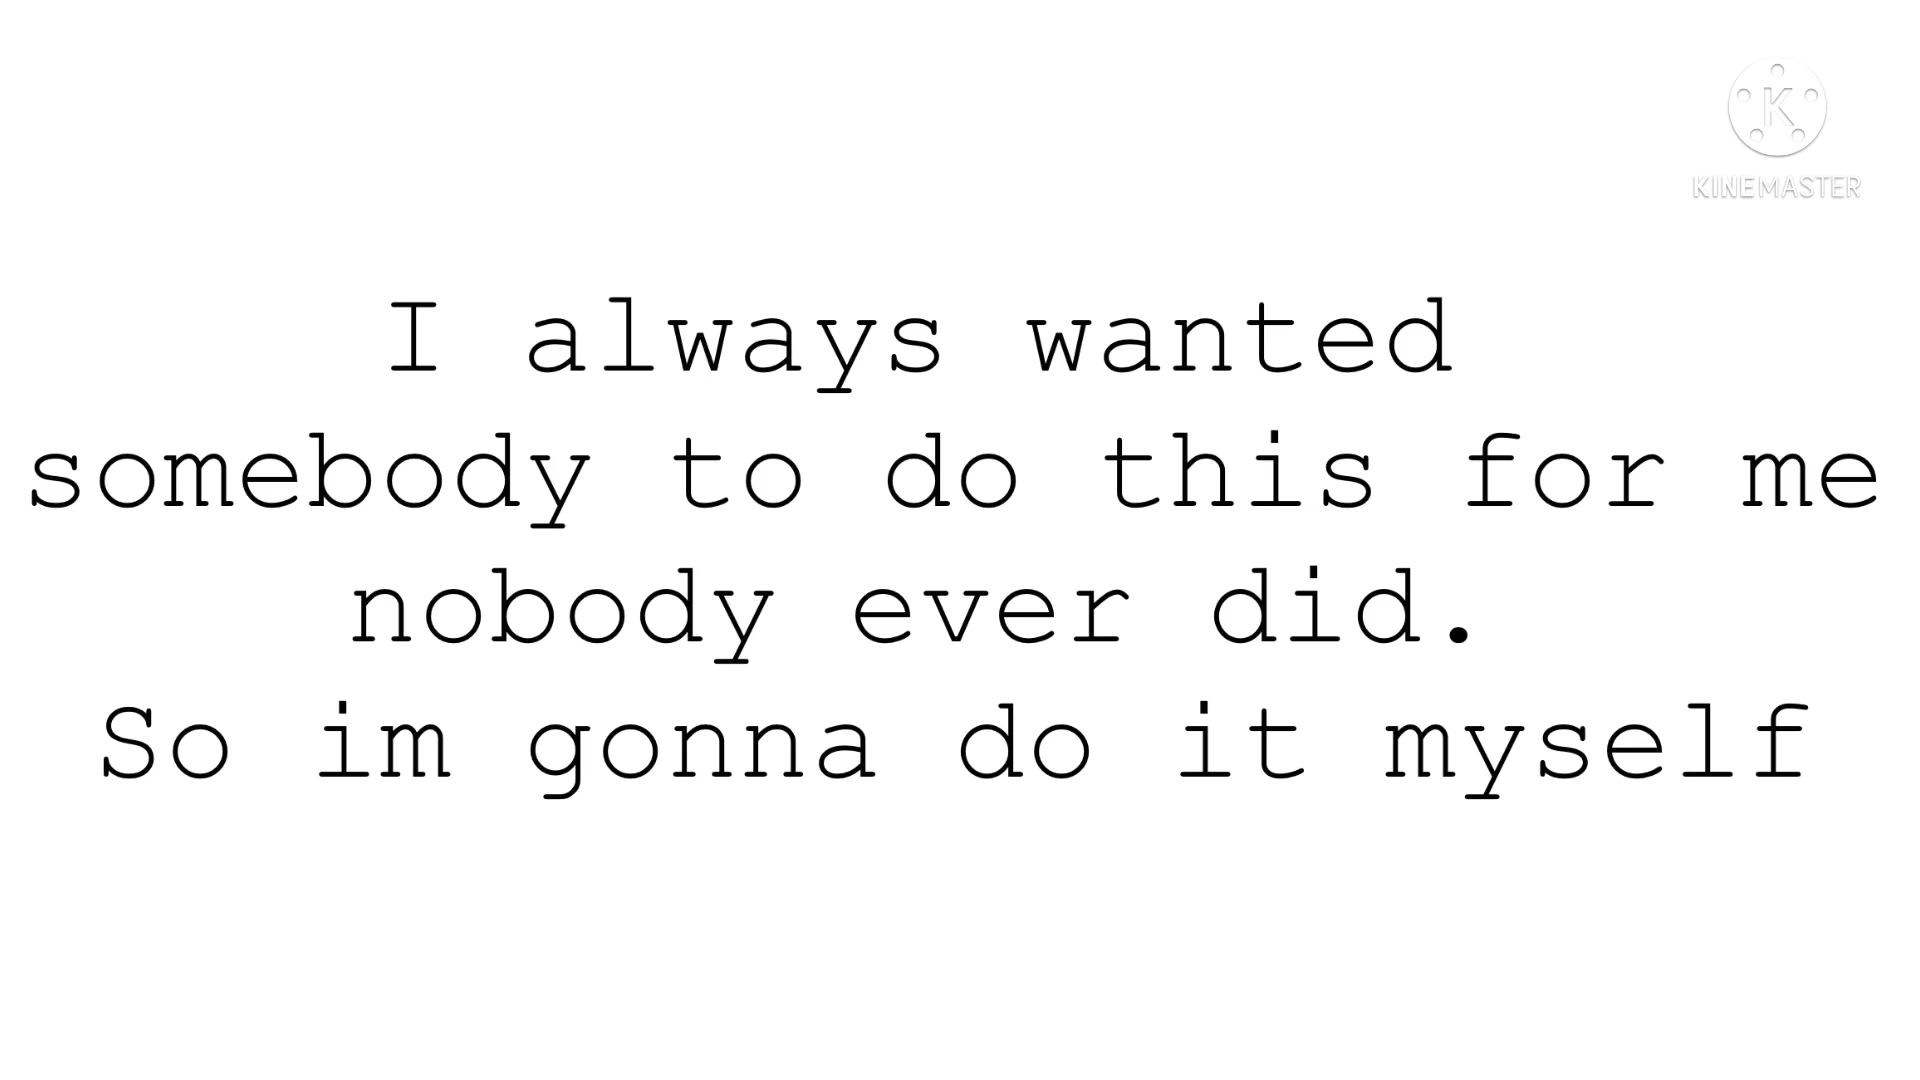 K
KINEMASTER
I always wanted
somebody to do this for me
nobody ever did.
So im gonna do it myself